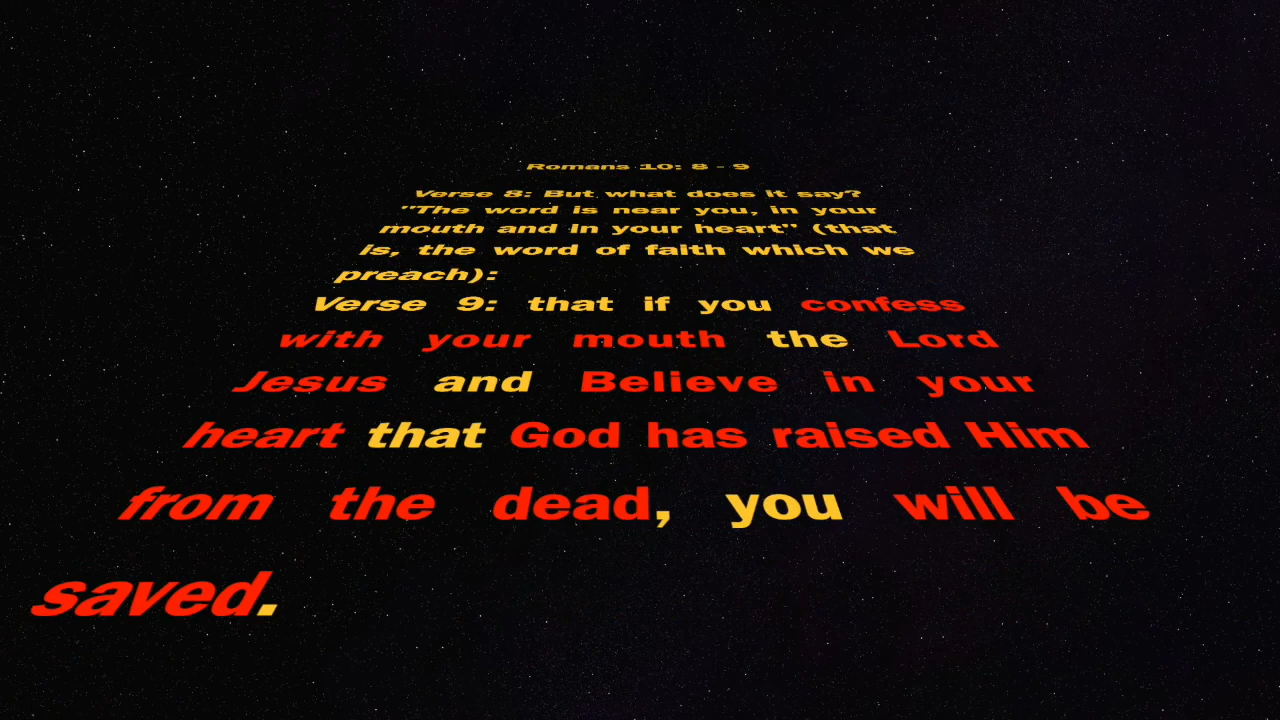 Romans 10: 8 - 9
Verse 8: But what does it say?
"The word is near you, in your
mouth and in your heart" (that
is, the word of faith which we
preach):
Verse 9: that if you confess
with your mouth the Lord
Jesus and Believe in your
heart that God has raised Him
from the dead, you will be
saved.